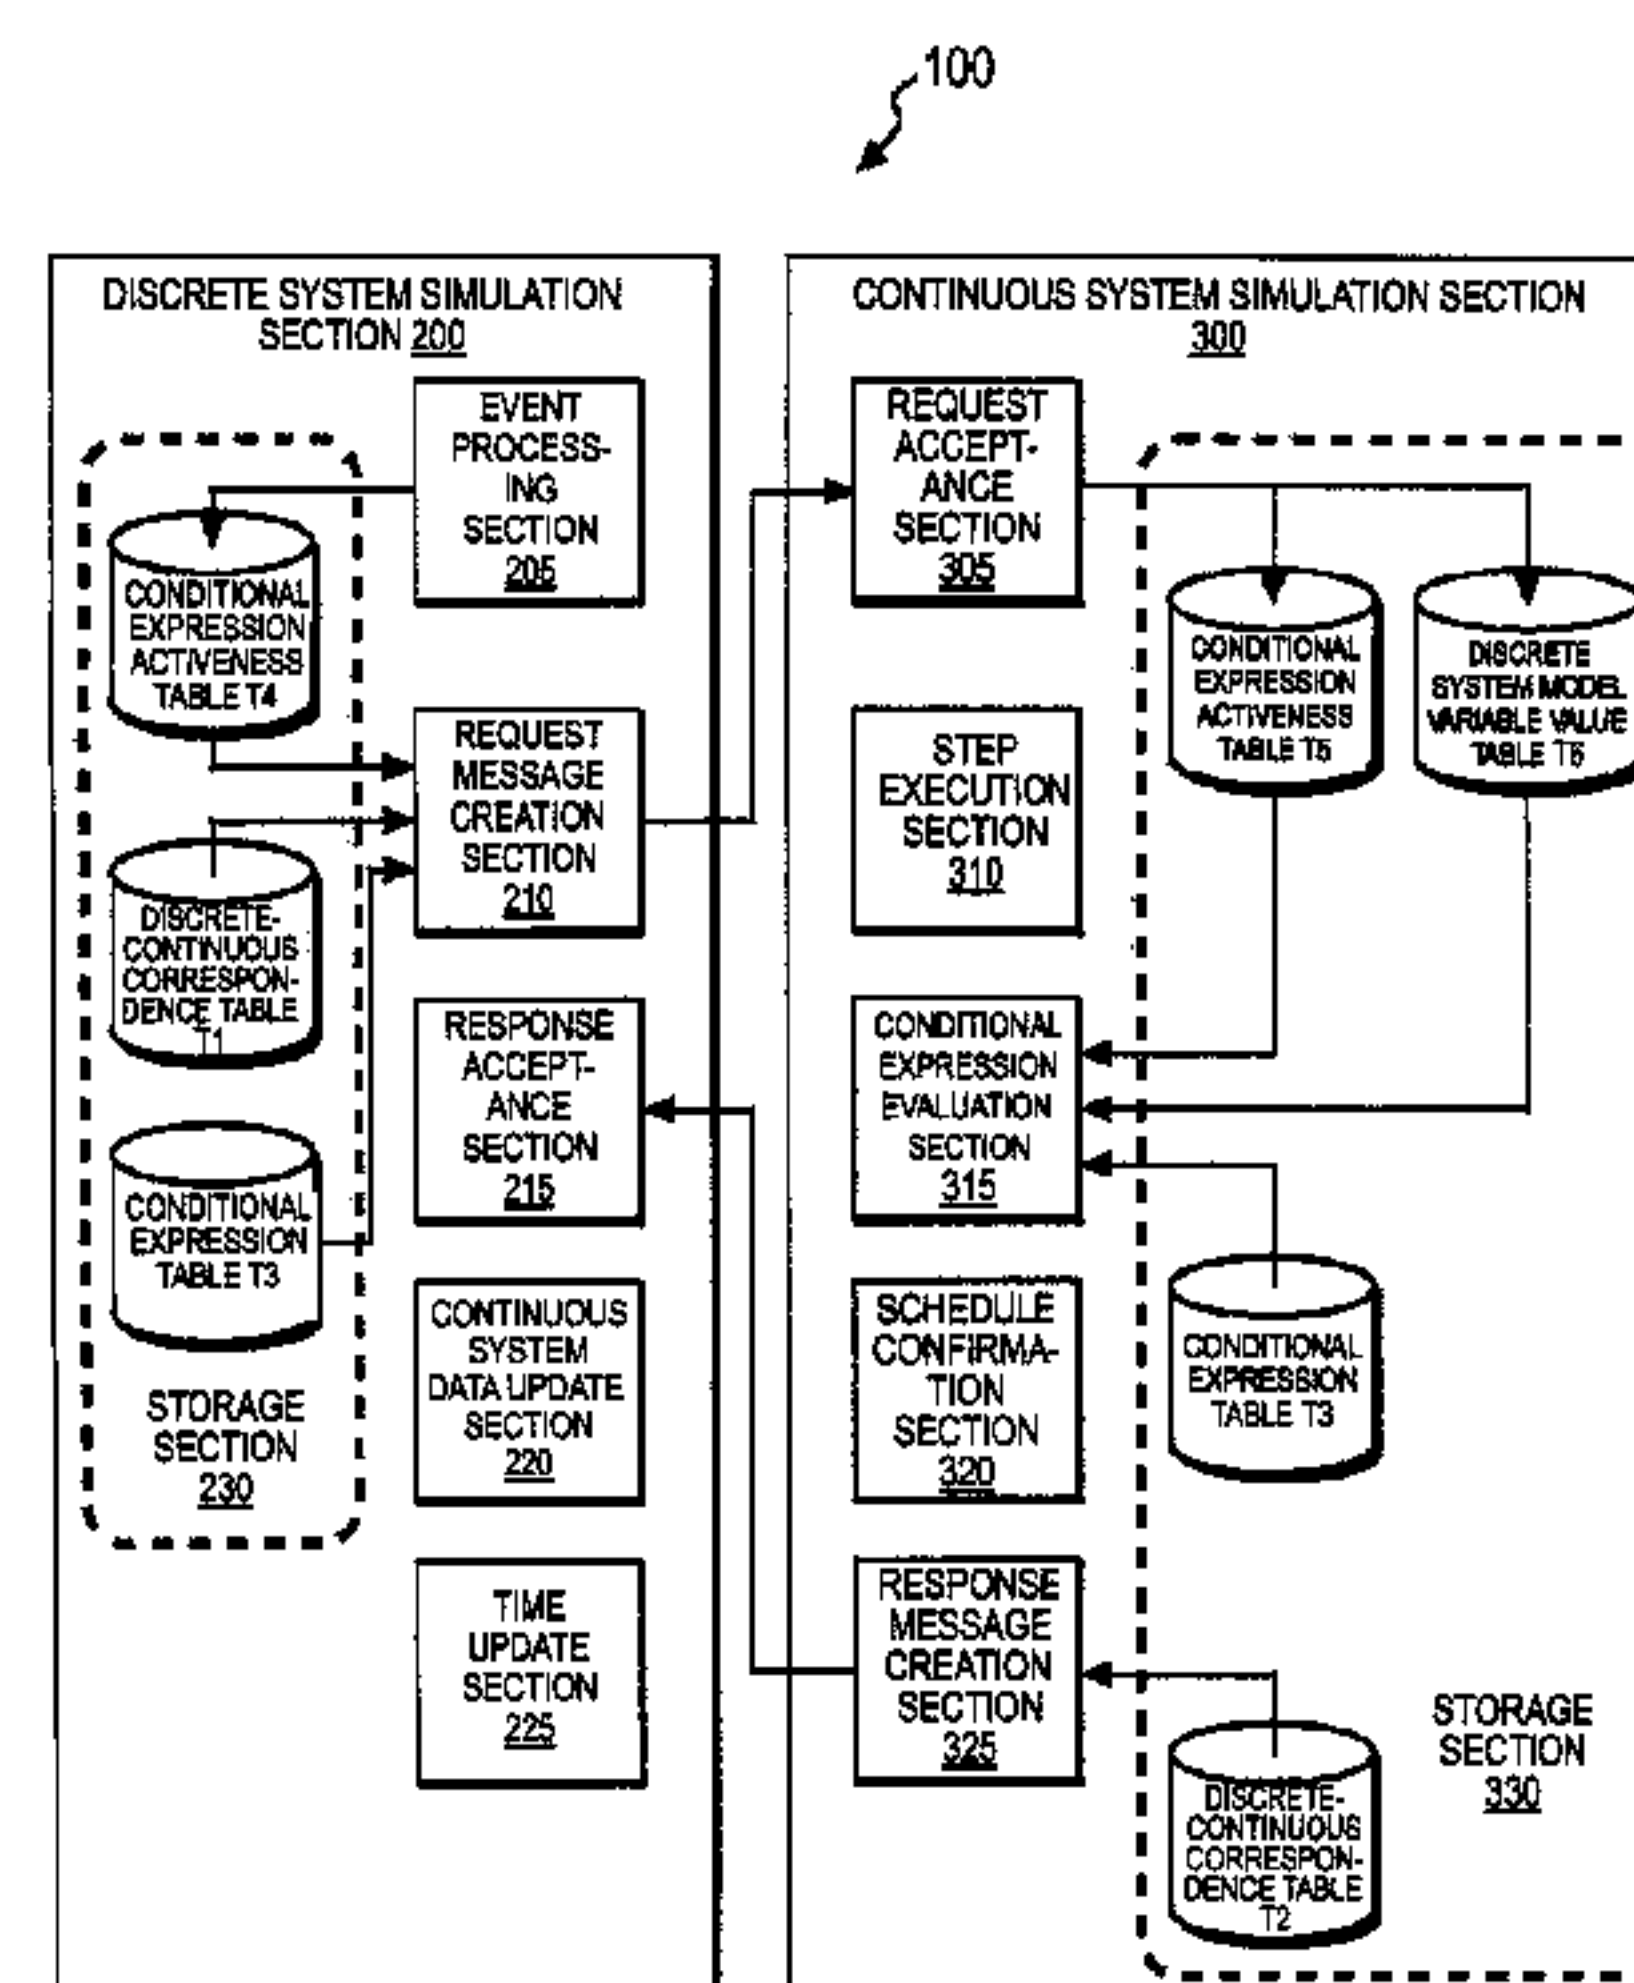 100
DISCRETE SYSTEM SIMULATION
SECTION 200
EVENT
PROCESS-
ING
SECTION
205
CONDITIONAL
EXPRESSION
ACTIVENESS
TABLE T4
REQUEST
MESSAGE
CREATION
SECTION
210
DISCRETE-
CONTINUOUS
CORRESPON-
DENCE TABLE
T1
RESPONSE
ACCEPT-
ANCE
SECTION
215
CONDITIONAL
EXPRESSION
TABLE T3
CONTINUOUS
SYSTEM
DATA UPDATE
SECTION
220
STORAGE
SECTION
230
TIME
UPDATE
SECTION
225
CONTINUOUS SYSTEM SIMULATION SECTION
300
REQUEST
ACCEPT-
ANCE
SECTION
305
CONDITIONAL
EXPRESSION
ACTIVENESS
TABLE T5
DISCRETE
SYSTEM MODEL
VARIABLE VALUE
TABLE T6
STEP
EXECUTION
SECTION
310
CONDITIONAL
EXPRESSION
EVALUATION
SECTION
315
CONDITIONAL
EXPRESSION
TABLE T3
SCHEDULE
CONFIRMA-
TION
SECTION
320
RESPONSE
MESSAGE
CREATION
SECTION
325
STORAGE
SECTION
330
DISCRETE-
CONTINUOUS
CORRESPON-
DENCE TABLE
T2